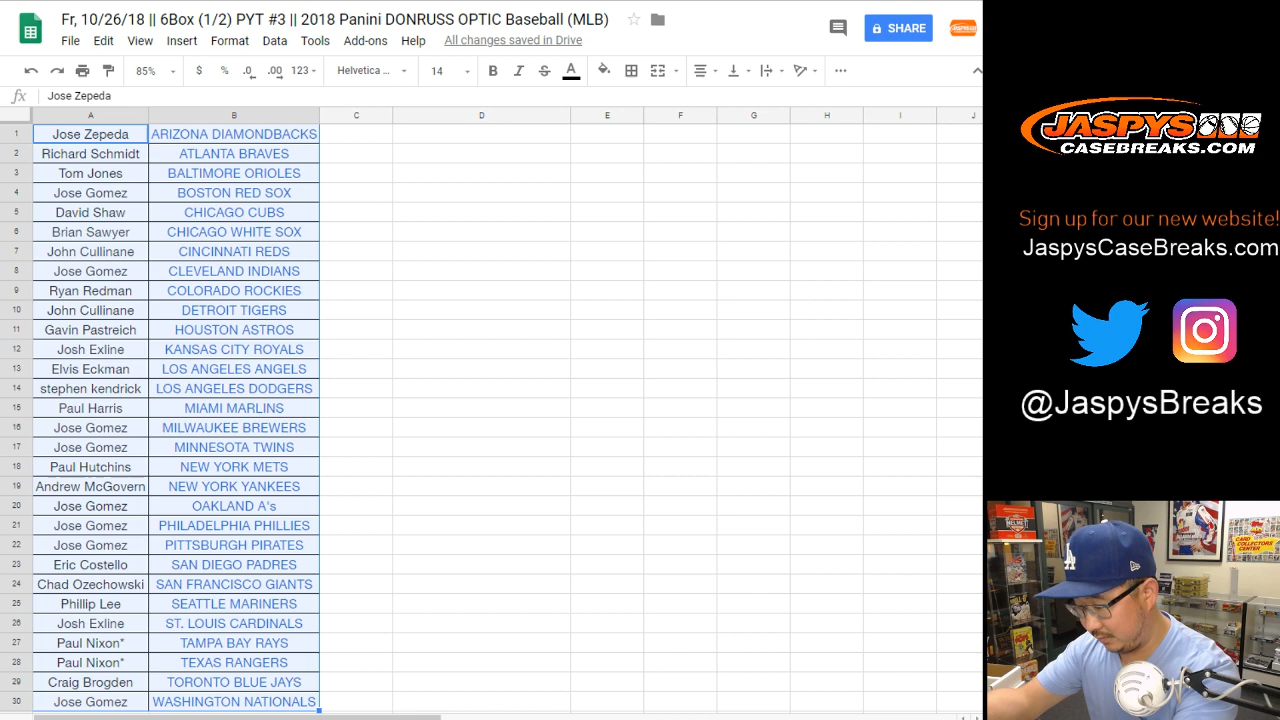 Fr, 10/26/18 || 6Box (1/2) PYT #3 || 2018 Panini DONRUSS OPTIC Baseball (MLB)
File Edit View Insert Format Data Tools Add-ons Help All changes saved in Drive
SHARE
85% $ % .0 .00 123 Helvetica ... 14 B I S A
fx Jose Zepeda
A B C D E F G H I J
1 Jose Zepeda ARIZONA DIAMONDBACKS
2 Richard Schmidt ATLANTA BRAVES
3 Tom Jones BALTIMORE ORIOLES
4 Jose Gomez BOSTON RED SOX
5 David Shaw CHICAGO CUBS
6 Brian Sawyer CHICAGO WHITE SOX
7 John Cullinane CINCINNATI REDS
8 Jose Gomez CLEVELAND INDIANS
9 Ryan Redman COLORADO ROCKIES
10 John Cullinane DETROIT TIGERS
11 Gavin Pastreich HOUSTON ASTROS
12 Josh Exline KANSAS CITY ROYALS
13 Elvis Eckman LOS ANGELES ANGELS
14 stephen kendrick LOS ANGELES DODGERS
15 Paul Harris MIAMI MARLINS
16 Jose Gomez MILWAUKEE BREWERS
17 Jose Gomez MINNESOTA TWINS
18 Paul Hutchins NEW YORK METS
19 Andrew McGovern NEW YORK YANKEES
20 Jose Gomez OAKLAND A's
21 Jose Gomez PHILADELPHIA PHILLIES
22 Jose Gomez PITTSBURGH PIRATES
23 Eric Costello SAN DIEGO PADRES
24 Chad Ozechowski SAN FRANCISCO GIANTS
25 Phillip Lee SEATTLE MARINERS
26 Josh Exline ST. LOUIS CARDINALS
27 Paul Nixon* TAMPA BAY RAYS
28 Paul Nixon* TEXAS RANGERS
29 Craig Brogden TORONTO BLUE JAYS
30 Jose Gomez WASHINGTON NATIONALS
JASPYS
CASEBREAKS.COM
Sign up for our new website!
JaspysCaseBreaks.com
@JaspysBreaks
HELMET
CARD
COLLECTORS
CENTER
LA